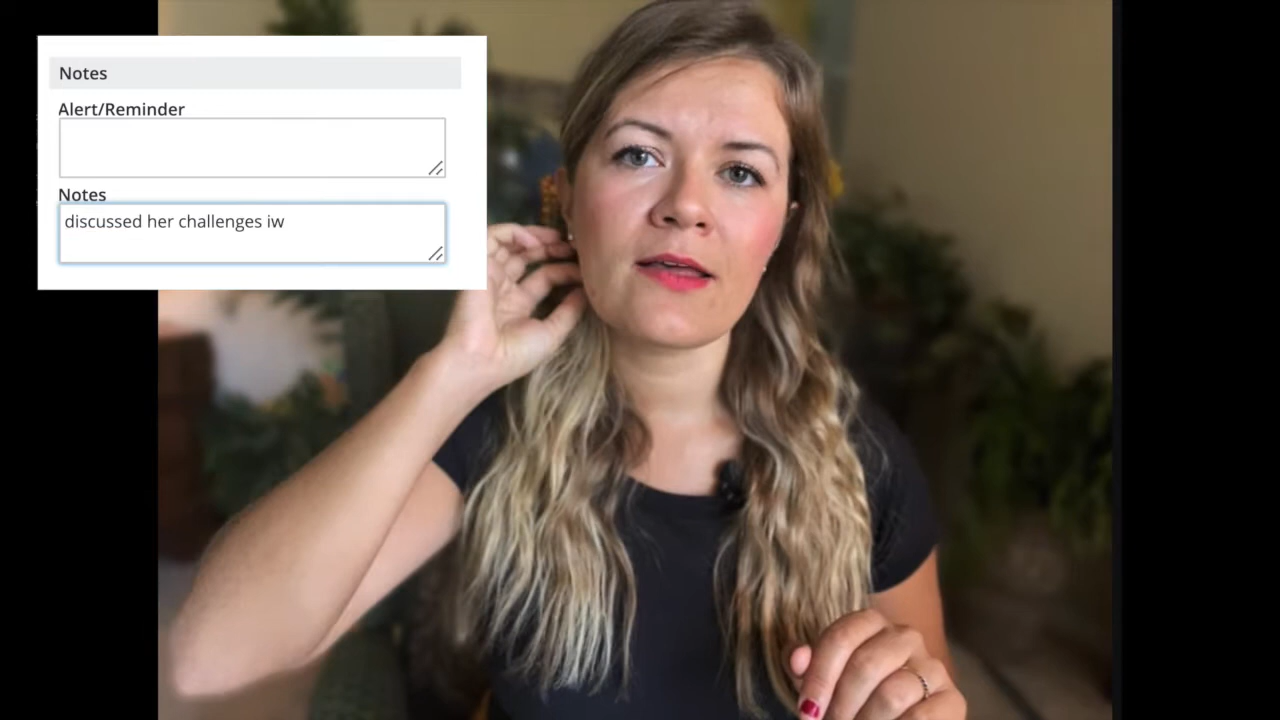 Notes
Alert/Reminder
Notes
discussed her challenges iw